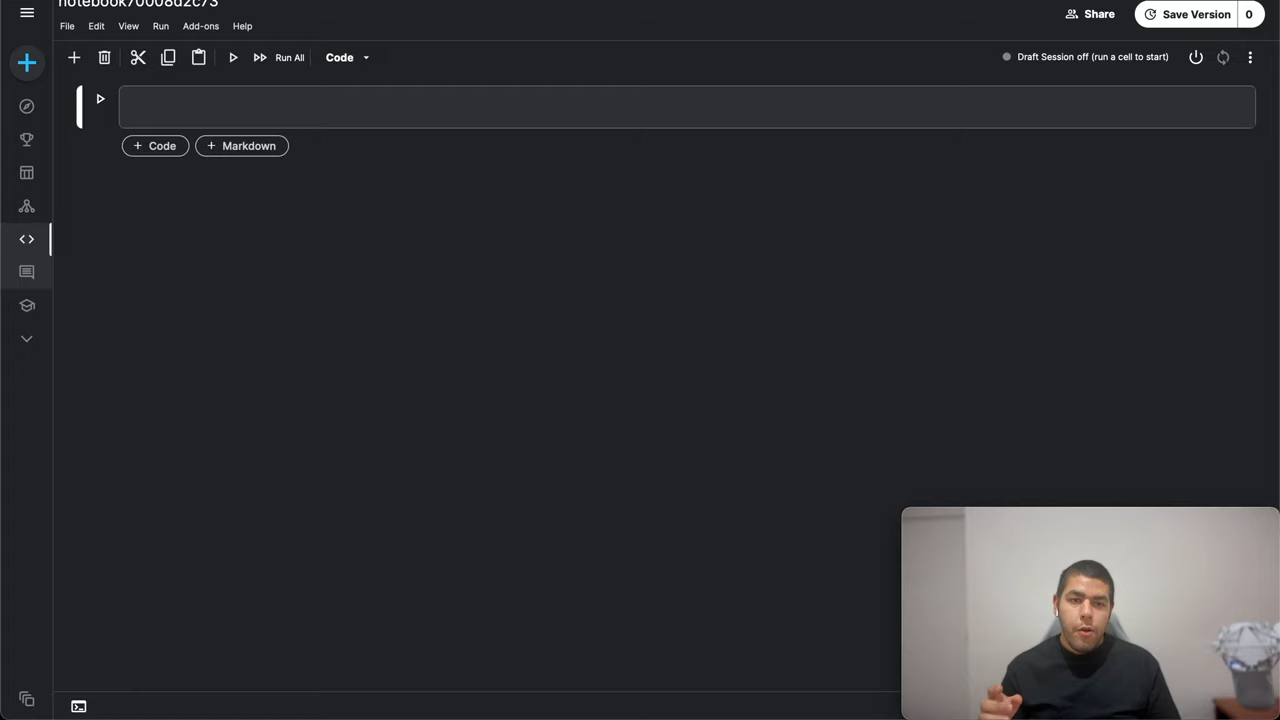 notebook70008d2c73
Share
Save Version
0
File
Edit
View
Run
Add-ons
Help
Run All
Code
Draft Session off (run a cell to start)
+ Code
+ Markdown